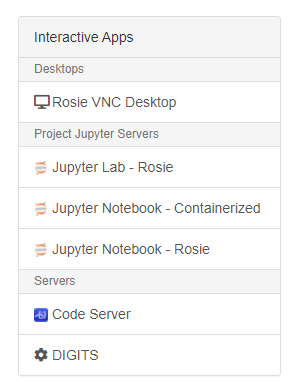 Interactive Apps
Desktops
Rosie VNC Desktop
Project Jupyter Servers
Jupyter Lab - Rosie
Jupyter Notebook - Containerized
Jupyter Notebook - Rosie
Servers
Code Server
DIGITS